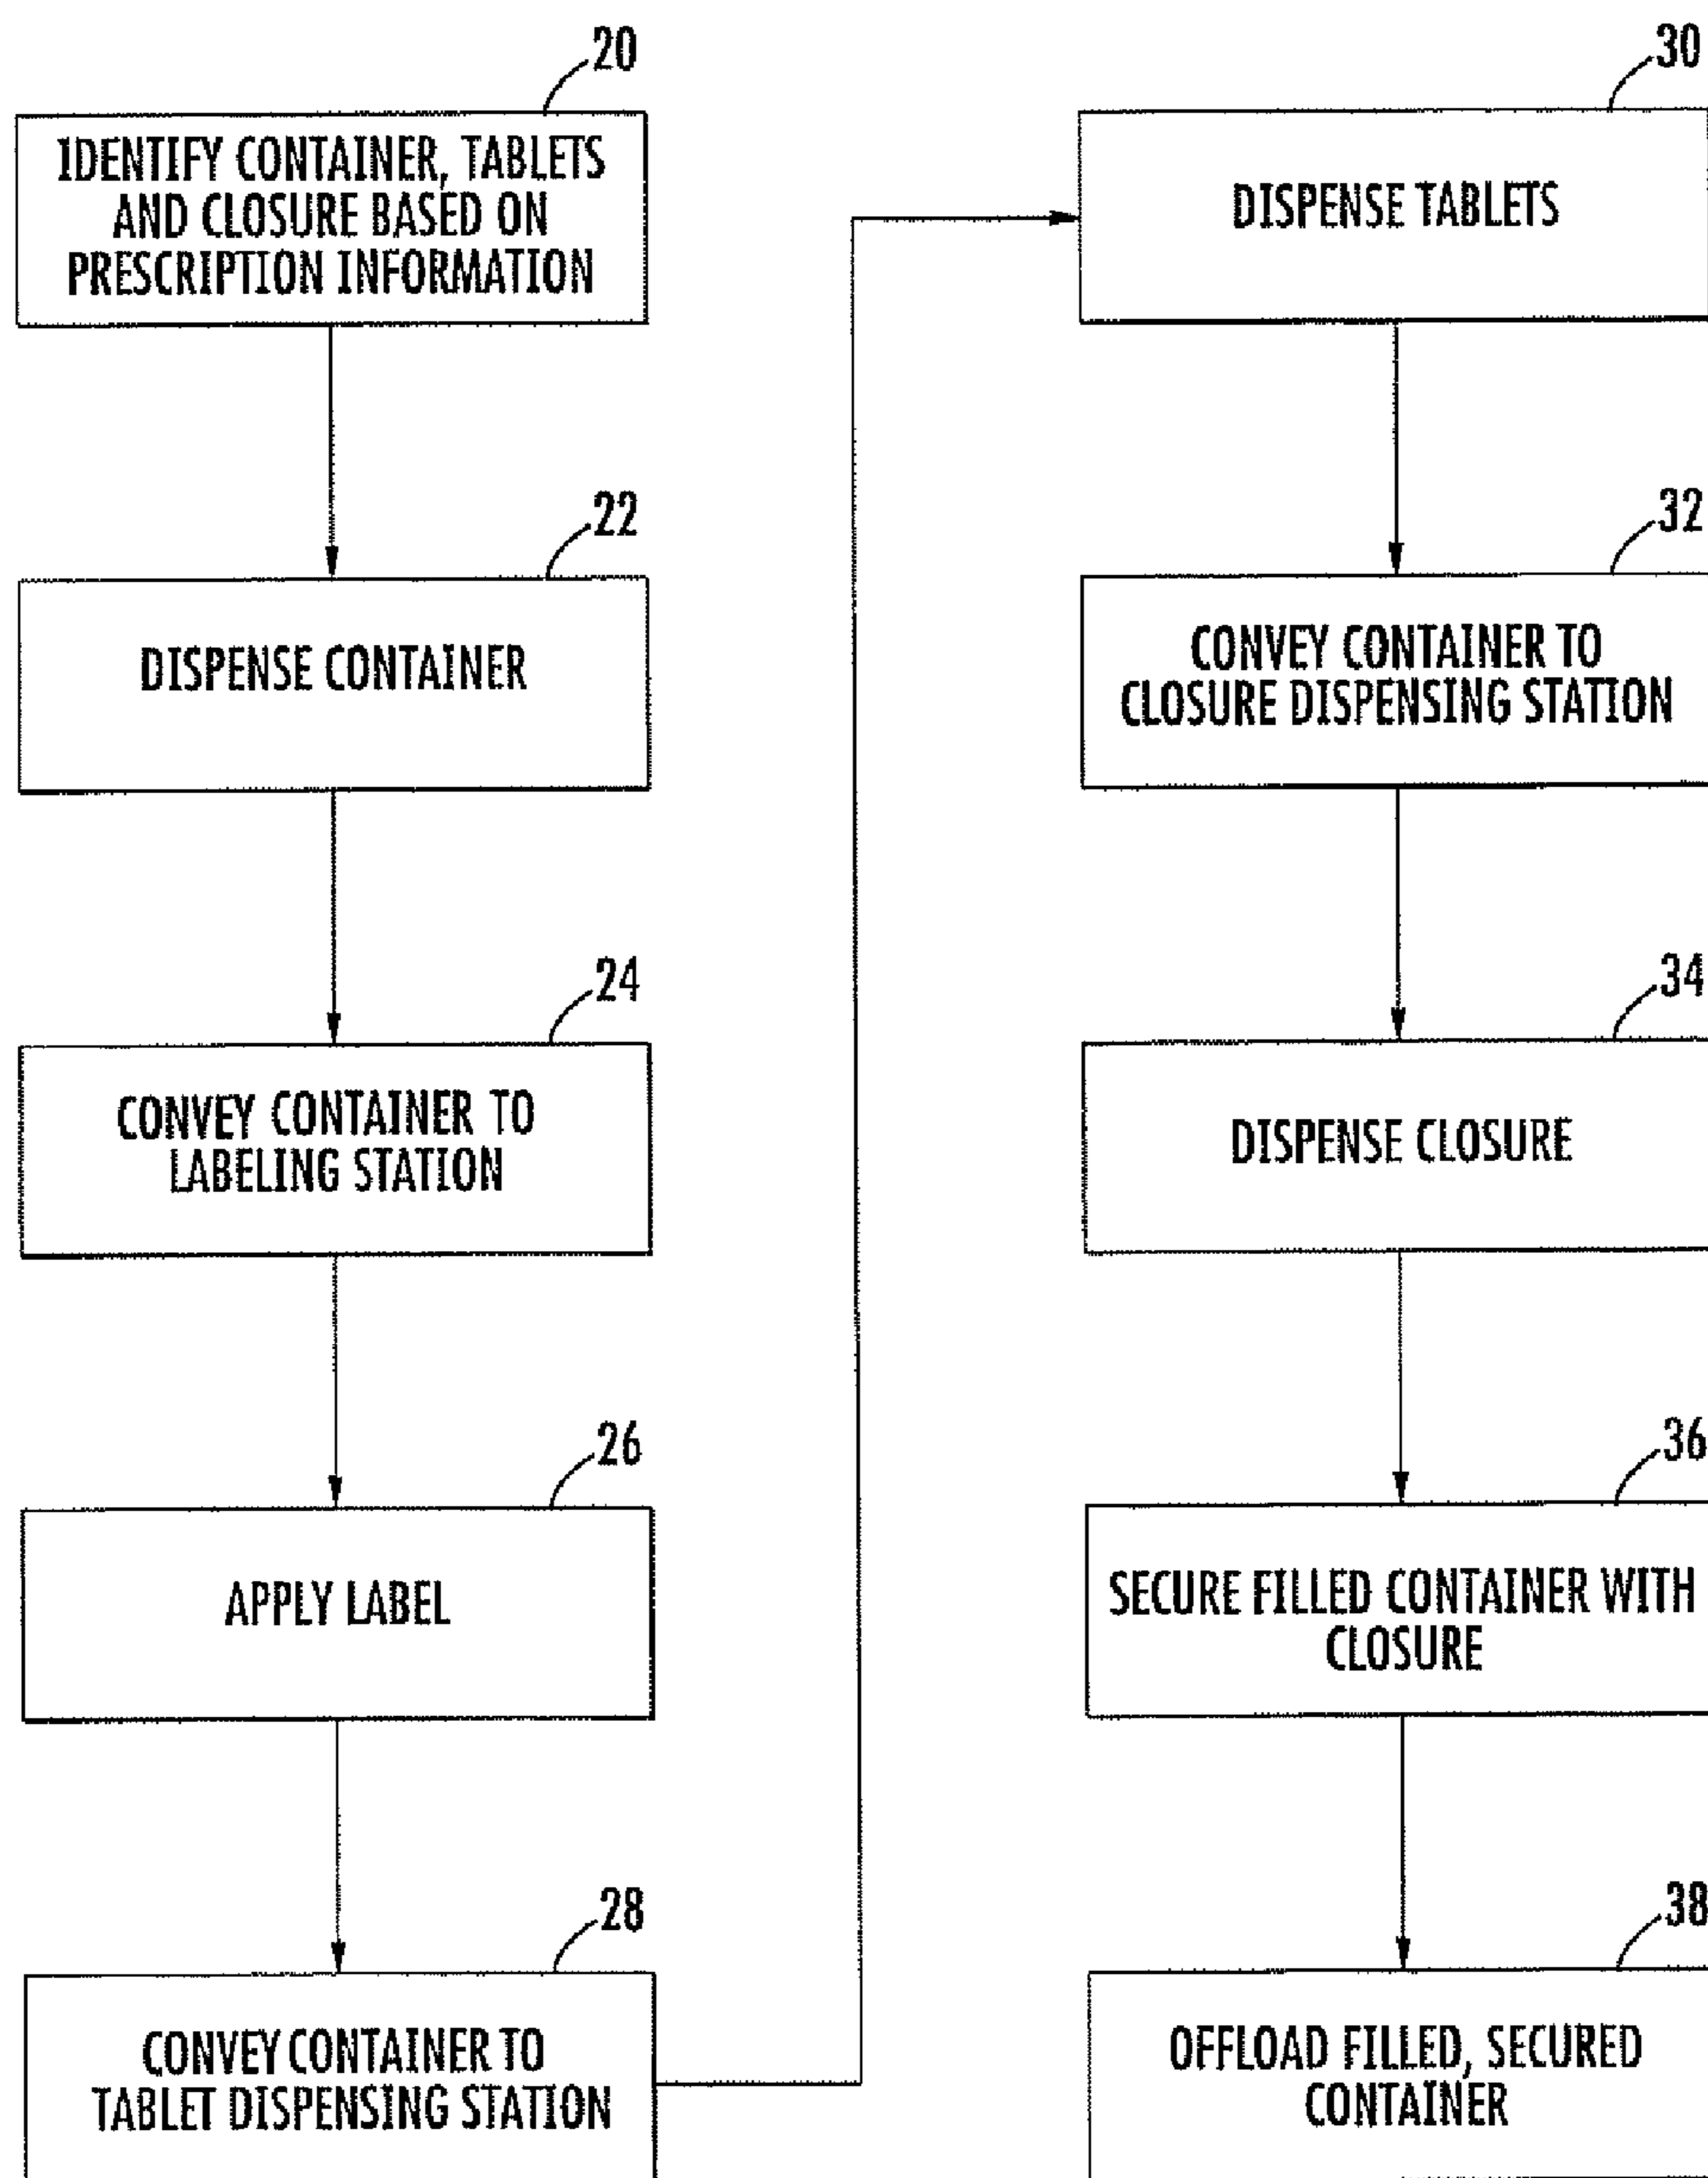 20
IDENTIFY CONTAINER, TABLETS
AND CLOSURE BASED ON
PRESCRIPTION INFORMATION
22
DISPENSE CONTAINER
24
CONVEY CONTAINER TO
LABELING STATION
26
APPLY LABEL
28
CONVEY CONTAINER TO
TABLET DISPENSING STATION
30
DISPENSE TABLETS
32
CONVEY CONTAINER TO
CLOSURE DISPENSING STATION
34
DISPENSE CLOSURE
36
SECURE FILLED CONTAINER WITH
CLOSURE
38
OFFLOAD FILLED, SECURED
CONTAINER